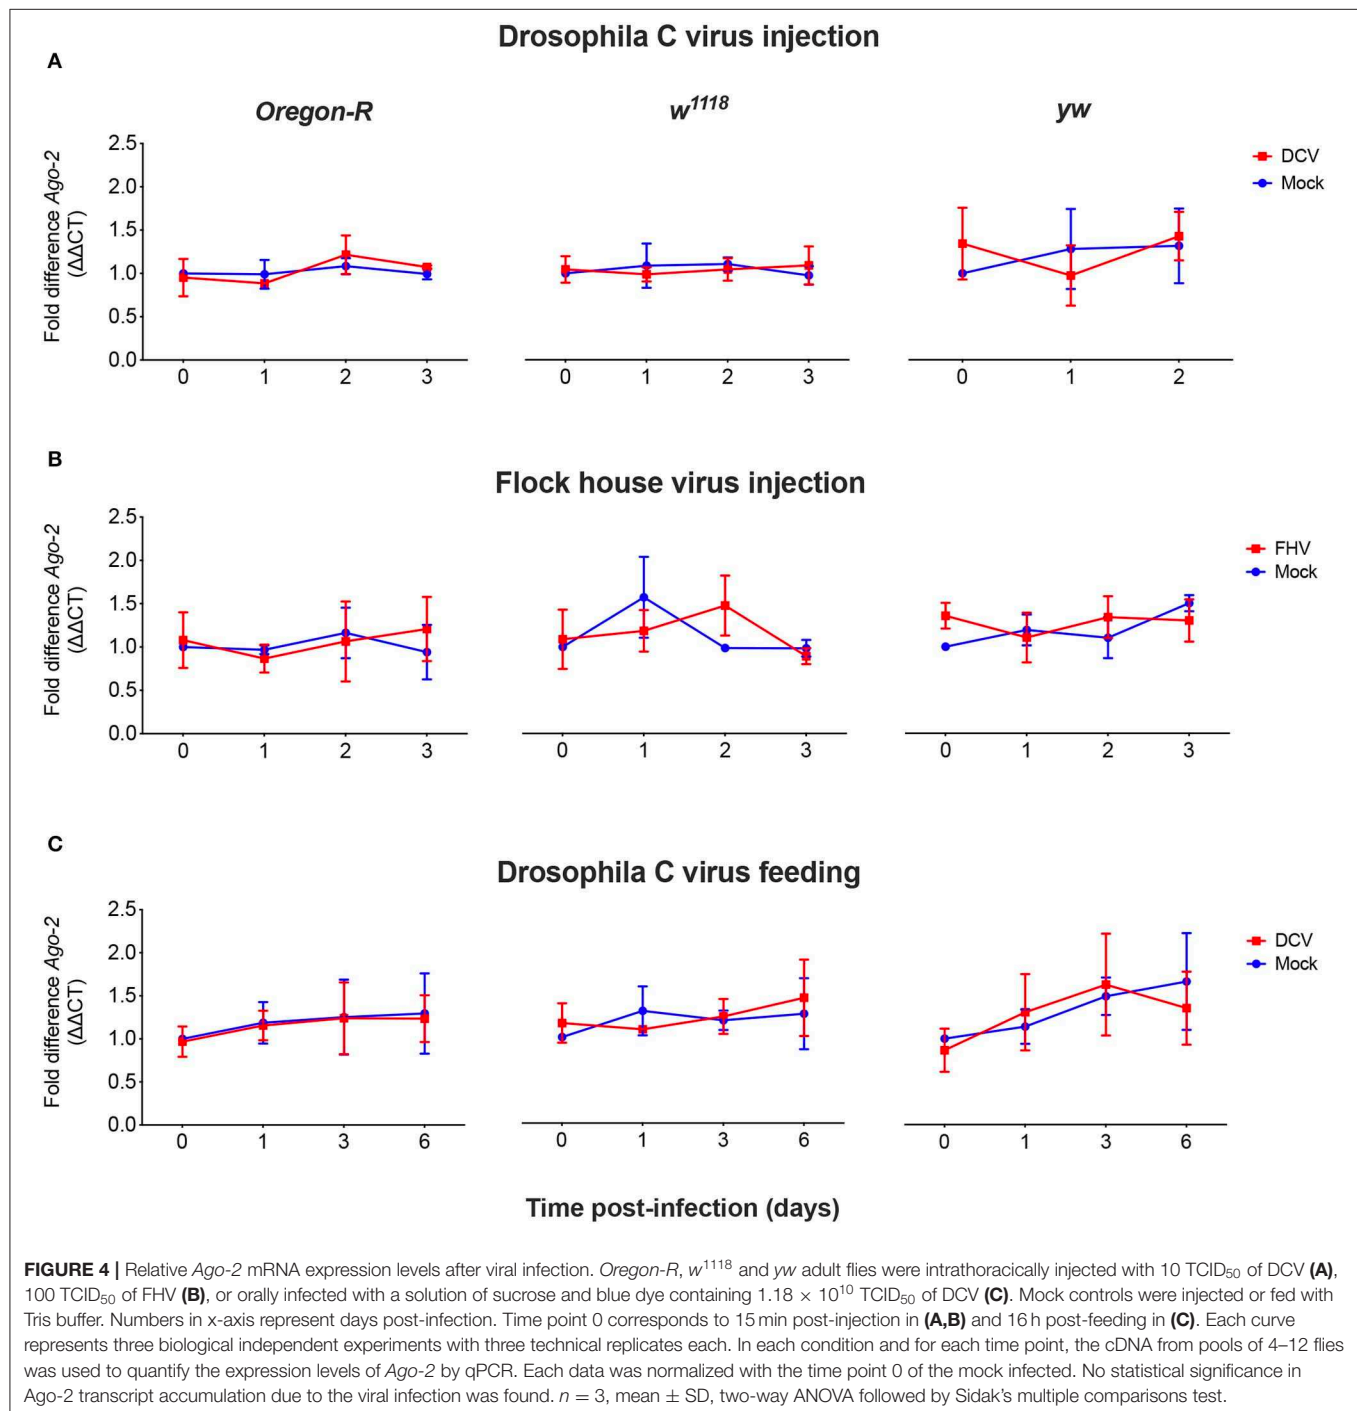 Drosophila C virus injection
A
Oregon-R
w1118
yw
Fold difference Ago-2
(ΔΔCT)
2.5
2.0
1.5
1.0
0.5
0.0
0 1 2 3
0 1 2 3
0 1 2
DCV
Mock
B
Flock house virus injection
Fold difference Ago-2
(ΔΔCT)
2.5
2.0
1.5
1.0
0.5
0.0
0 1 2 3
0 1 2 3
0 1 2 3
FHV
Mock
C
Drosophila C virus feeding
Fold difference Ago-2
(ΔΔCT)
2.5
2.0
1.5
1.0
0.5
0.0
0 1 3 6
0 1 3 6
0 1 3 6
DCV
Mock
Time post-infection (days)
FIGURE 4 | Relative Ago-2 mRNA expression levels after viral infection. Oregon-R, w1118 and yw adult flies were intrathoracically injected with 10 TCID50 of DCV (A),
100 TCID50 of FHV (B), or orally infected with a solution of sucrose and blue dye containing 1.18 × 10^10 TCID50 of DCV (C). Mock controls were injected or fed with
Tris buffer. Numbers in x-axis represent days post-infection. Time point 0 corresponds to 15 min post-injection in (A,B) and 16 h post-feeding in (C). Each curve
represents three biological independent experiments with three technical replicates each. In each condition and for each time point, the cDNA from pools of 4–12 flies
was used to quantify the expression levels of Ago-2 by qPCR. Each data was normalized with the time point 0 of the mock infected. No statistical significance in
Ago-2 transcript accumulation due to the viral infection was found. n = 3, mean ± SD, two-way ANOVA followed by Sidak's multiple comparisons test.